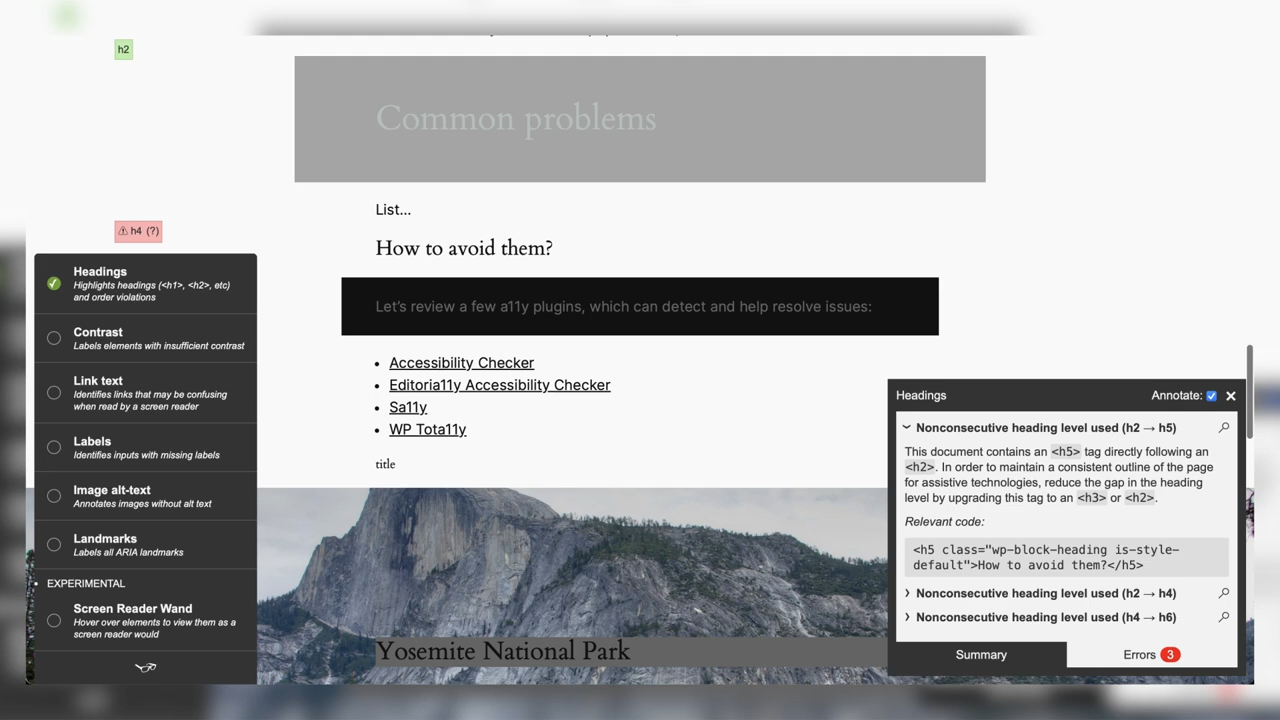 h2
Common problems
List...
⚠ h4 (?)
How to avoid them?
Let's review a few a11y plugins, which can detect and help resolve issues:
• Accessibility Checker
• Editoria11y Accessibility Checker
• Sa11y
• WP Tota11y
title
Yosemite National Park
Headings
Highlights headings (<h1>, <h2>, etc)
and order violations
Contrast
Labels elements with insufficient contrast
Link text
Identifies links that may be confusing
when read by a screen reader
Labels
Identifies inputs with missing labels
Image alt-text
Annotates images without alt text
Landmarks
Labels all ARIA landmarks
EXPERIMENTAL
Screen Reader Wand
Hover over elements to view them as a
screen reader would
Headings Annotate:
Nonconsecutive heading level used (h2 → h5)
This document contains an <h5> tag directly following an
<h2>. In order to maintain a consistent outline of the page
for assistive technologies, reduce the gap in the heading
level by upgrading this tag to an <h3> or <h2>.
Relevant code:
<h5 class="wp-block-heading is-style-
default">How to avoid them?</h5>
Nonconsecutive heading level used (h2 → h4)
Nonconsecutive heading level used (h4 → h6)
Summary Errors 3